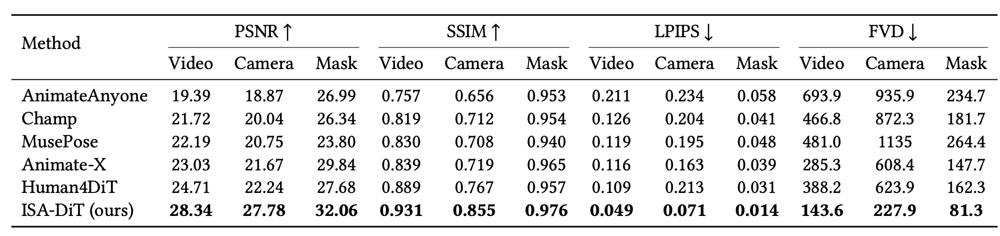 Method PSNR ↑ SSIM ↑ LPIPS ↓ FVD ↓
Video Camera Mask Video Camera Mask Video Camera Mask Video Camera Mask
AnimateAnyone 19.39 18.87 26.99 0.757 0.656 0.953 0.211 0.234 0.058 693.9 935.9 234.7
Champ 21.72 20.04 26.34 0.819 0.712 0.954 0.126 0.204 0.041 466.8 872.3 181.7
MusePose 22.19 20.75 23.80 0.830 0.708 0.940 0.119 0.195 0.048 481.0 1135 264.4
Animate-X 23.03 21.67 29.84 0.839 0.719 0.965 0.116 0.163 0.039 285.3 608.4 147.7
Human4DiT 24.71 22.24 27.68 0.889 0.767 0.957 0.109 0.213 0.031 388.2 623.9 162.3
ISA-DiT (ours) 28.34 27.78 32.06 0.931 0.855 0.976 0.049 0.071 0.014 143.6 227.9 81.3